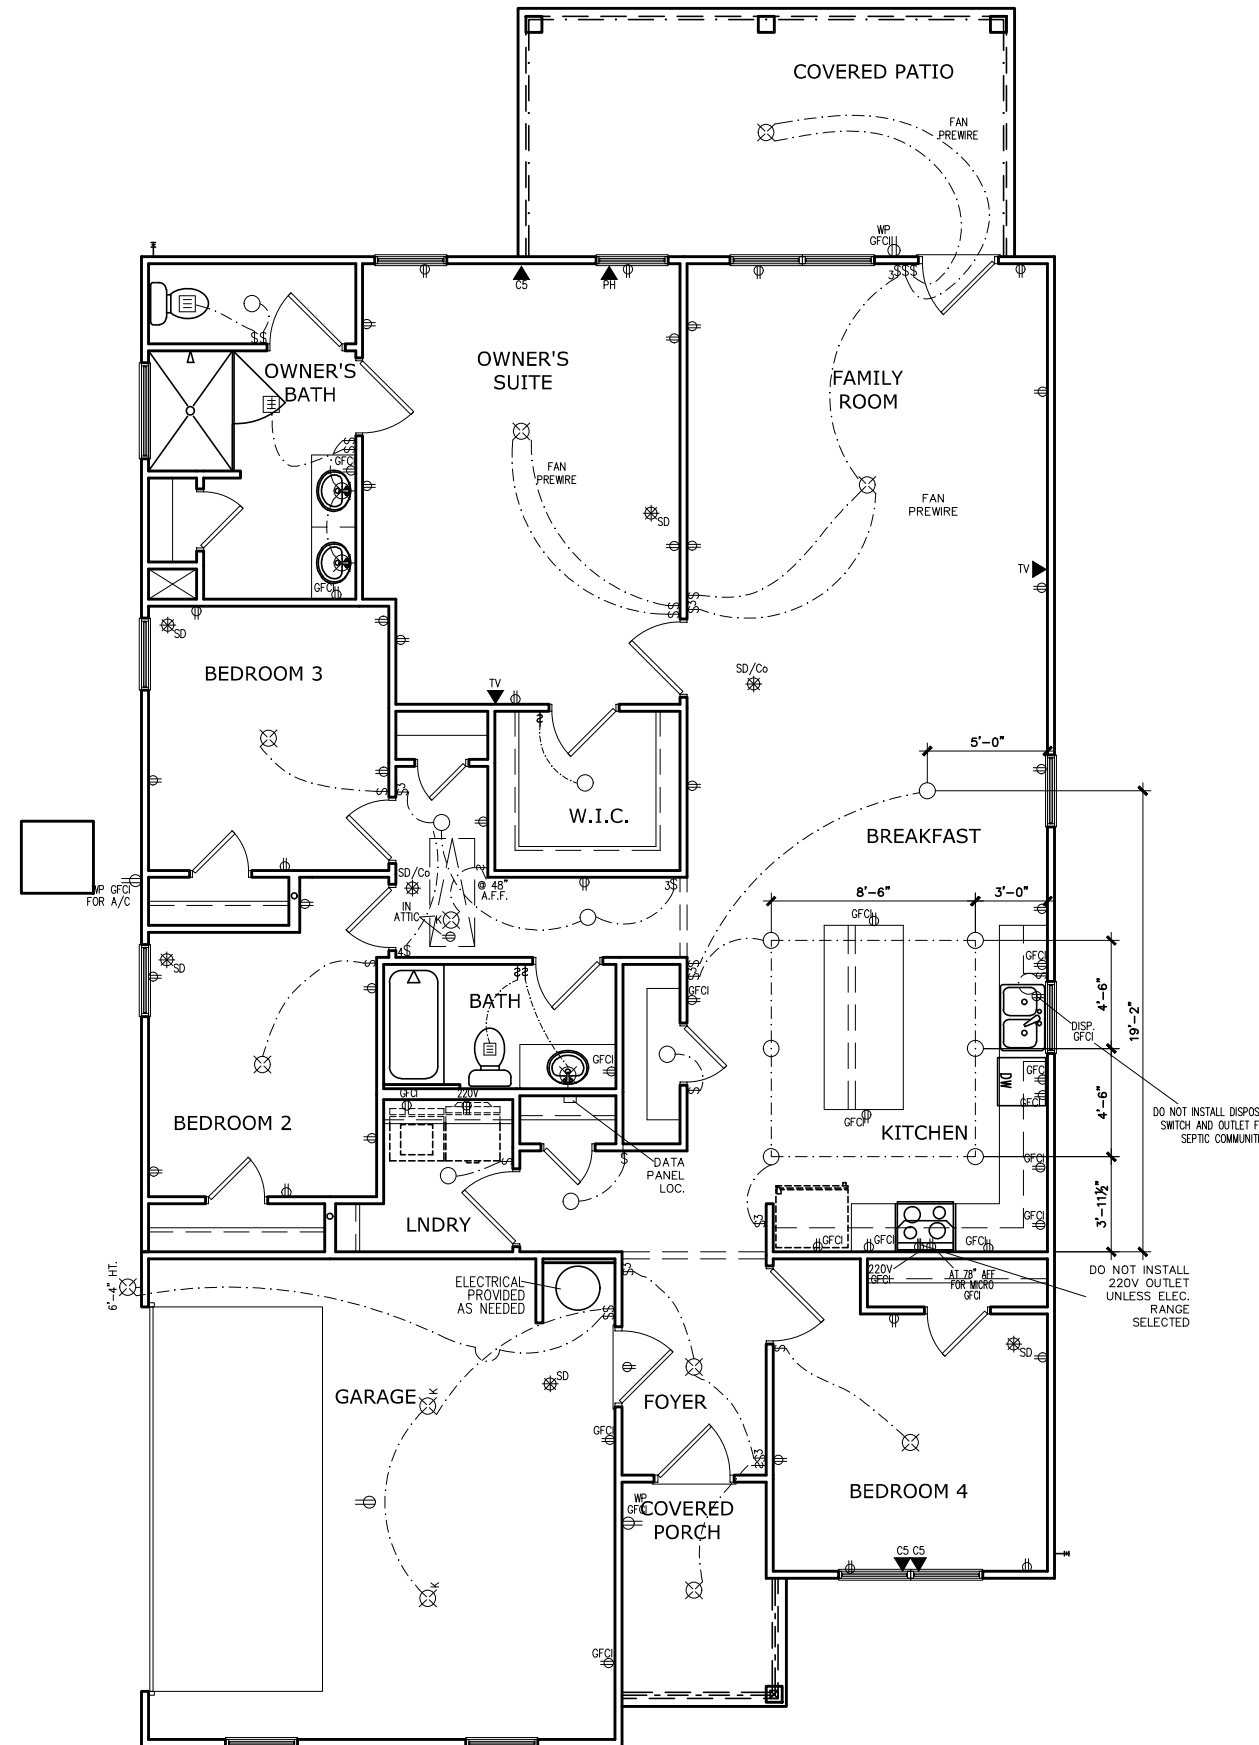 COVERED PATIO
FAN
PREWIRE
WP
GFCI
3$$$
C5
PH
$$
OWNER'S
BATH
OWNER'S
SUITE
FAMILY
ROOM
GFCI
FAN
PREWIRE
FAN
PREWIRE
SD
TV
GFCI
SD
BEDROOM 3
SD/Co
TV
5'-0"
W.I.C.
BREAKFAST
WP GFCI
FOR A/C
SD/Co
@ 48"
A.F.F.
3$
8'-6"
3'-0"
IN
ATTIC
K
GFCI
4$
SD
BATH
GFCI
GFCI
4'-6"
19'-2"
DISP.
GFCI
GFCI
GFCI
DW
GFCI
4'-6"
GFCI
220V
GFCI
BEDROOM 2
KITCHEN
DO NOT INSTALL DISPOS
SWITCH AND OUTLET F
SEPTIC COMMUNIT
DATA
PANEL
LOC.
GFCI
LNDRY
GFCI
3'-11½"
GFCI
GFCI
GFCI
6'-4" HT.
ELECTRICAL
PROVIDED
AS NEEDED
220V
GFCI
AT 78" AFF
FOR MICRO
GFCI
DO NOT INSTALL
220V OUTLET
UNLESS ELEC.
RANGE
SELECTED
SD
SD
GARAGE
K
FOYER
GFCI
BEDROOM 4
WP
GFCI
COVERED
PORCH
C5 C5
K
GFCI